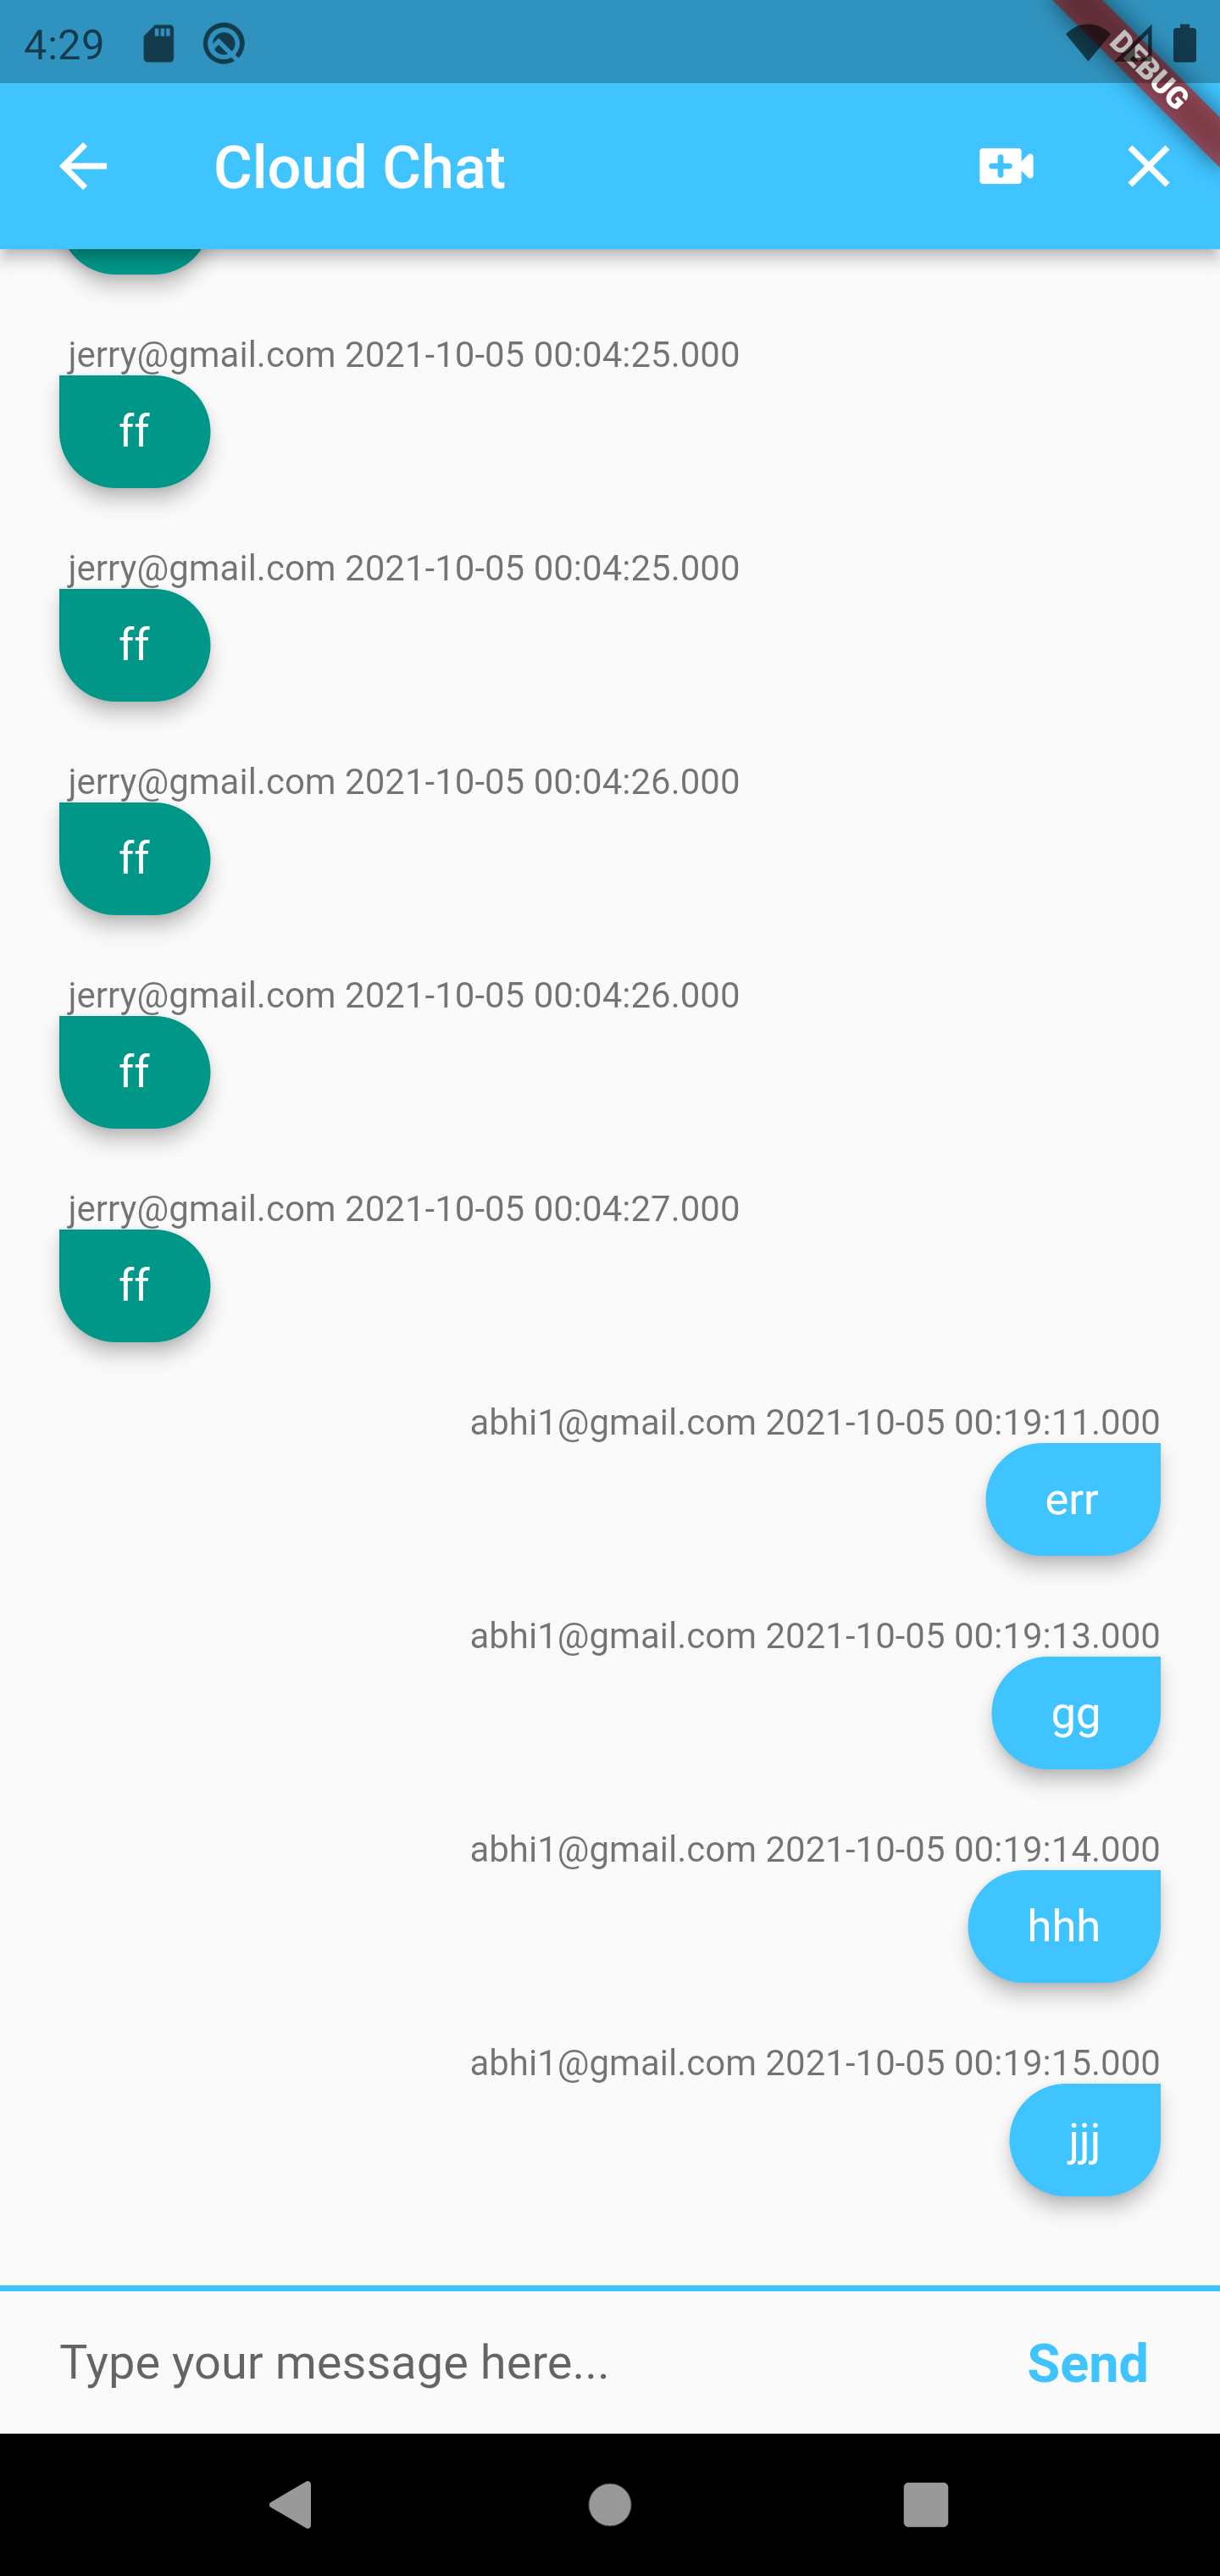 4:29
DEBUG
Cloud Chat
jerry@gmail.com 2021-10-05 00:04:25.000
ff
jerry@gmail.com 2021-10-05 00:04:25.000
ff
jerry@gmail.com 2021-10-05 00:04:26.000
ff
jerry@gmail.com 2021-10-05 00:04:26.000
ff
jerry@gmail.com 2021-10-05 00:04:27.000
ff
abhi1@gmail.com 2021-10-05 00:19:11.000
err
abhi1@gmail.com 2021-10-05 00:19:13.000
gg
abhi1@gmail.com 2021-10-05 00:19:14.000
hhh
abhi1@gmail.com 2021-10-05 00:19:15.000
jjj
Type your message here... Send